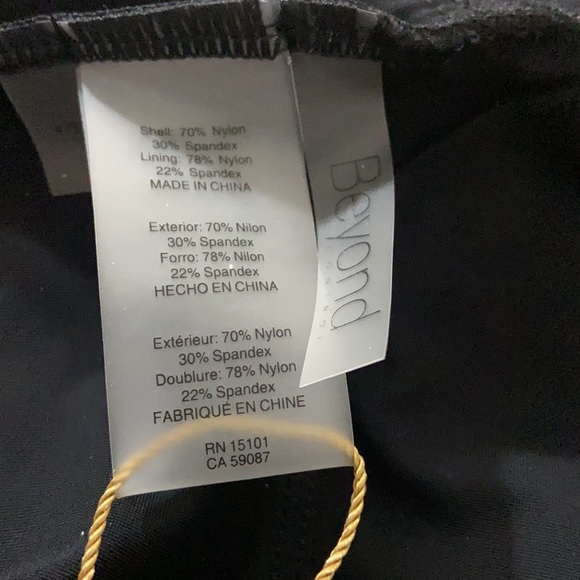 Shell: 70% Nylon
30% Spandex
Lining: 78% Nylon
22% Spandex
MADE IN CHINA
Exterior: 70% Nilon
30% Spandex
Forro: 78% Nilon
22% Spandex
HECHO EN CHINA
Extérieur: 70% Nylon
30% Spandex
Doublure: 78% Nylon
22% Spandex
FABRIQUÉ EN CHINE
RN 15101
CA 59087
Beyond